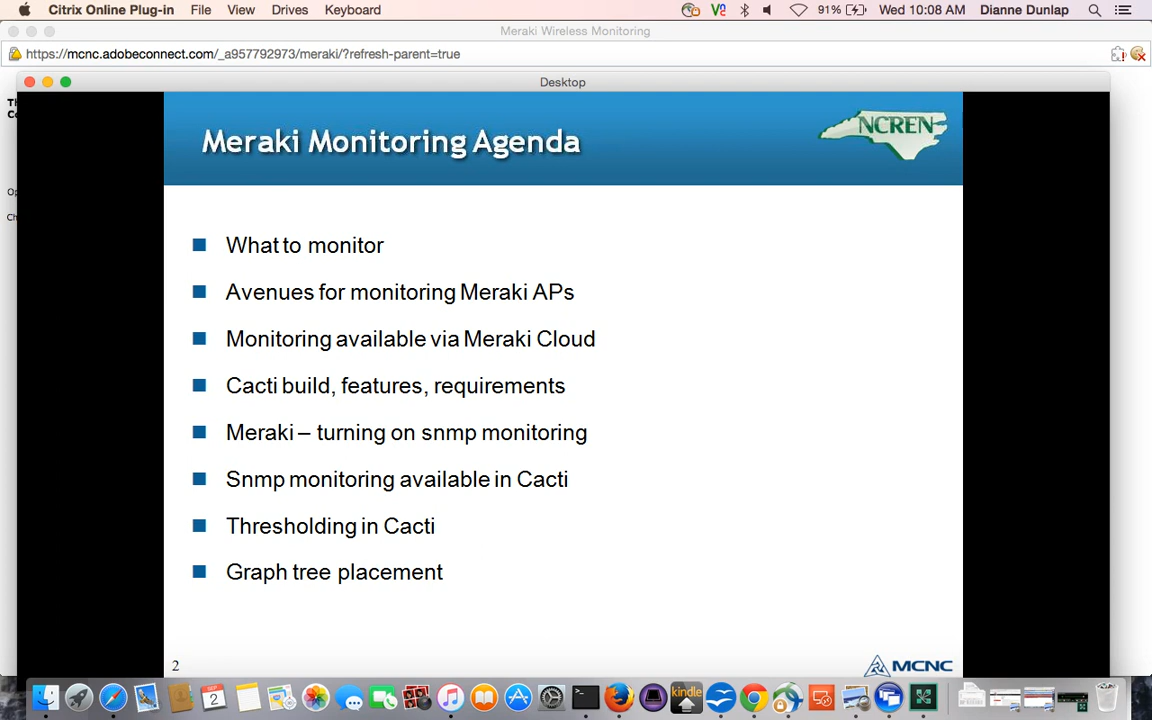 Citrix Online Plug-in File View Drives Keyboard 91% Wed 10:08 AM Dianne Dunlap
Meraki Wireless Monitoring
https://mcnc.adobeconnect.com/_a957792973/meraki/?refresh-parent=true
Desktop
Meraki Monitoring Agenda
NCREN
What to monitor
Avenues for monitoring Meraki APs
Monitoring available via Meraki Cloud
Cacti build, features, requirements
Meraki – turning on snmp monitoring
Snmp monitoring available in Cacti
Thresholding in Cacti
Graph tree placement
2
MCNC
2
kindle